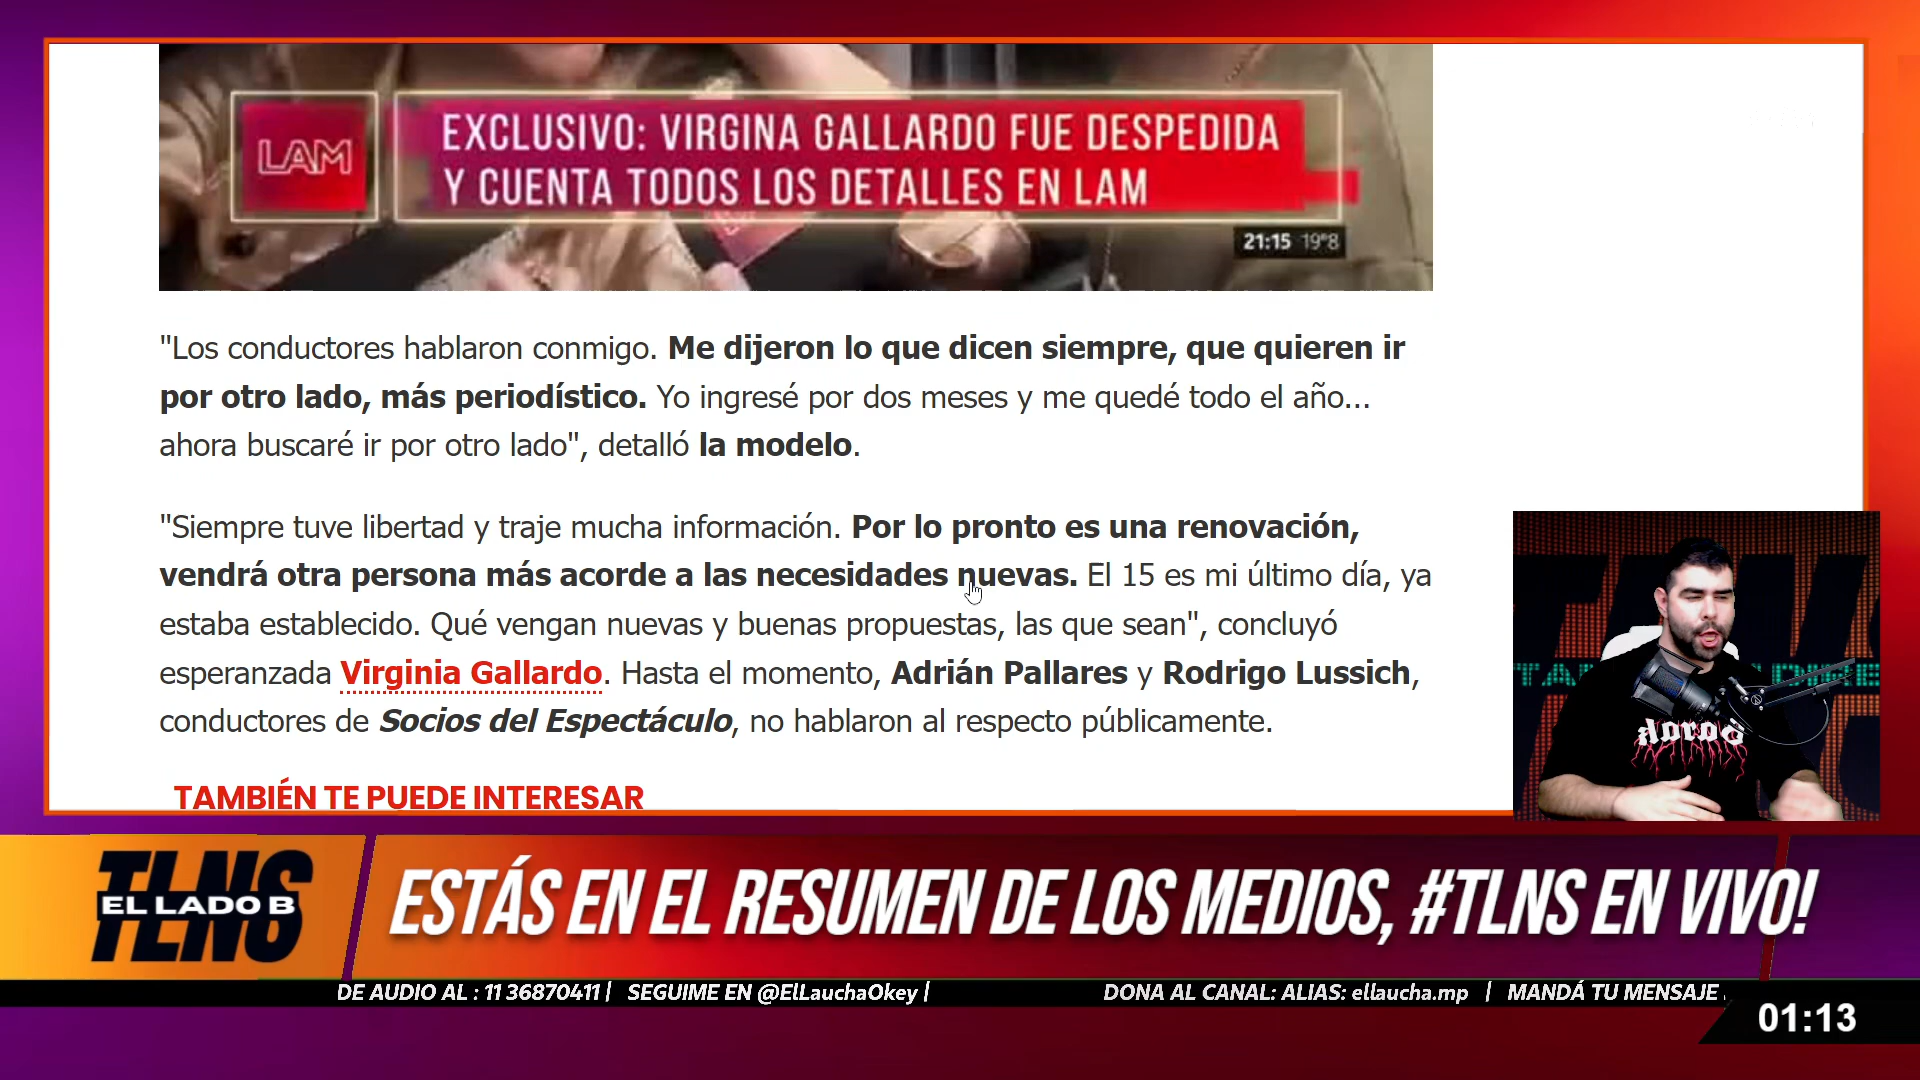 LAM
EXCLUSIVO: VIRGINA GALLARDO FUE DESPEDIDA
Y CUENTA TODOS LOS DETALLES EN LAM
21:15 19°8
"Los conductores hablaron conmigo. Me dijeron lo que dicen siempre, que quieren ir
por otro lado, más periodístico. Yo ingresé por dos meses y me quedé todo el año...
ahora buscaré ir por otro lado", detalló la modelo.
"Siempre tuve libertad y traje mucha información. Por lo pronto es una renovación,
vendrá otra persona más acorde a las necesidades nuevas. El 15 es mi último día, ya
estaba establecido. Qué vengan nuevas y buenas propuestas, las que sean", concluyó
esperanzada Virginia Gallardo. Hasta el momento, Adrián Pallares y Rodrigo Lussich,
conductores de Socios del Espectáculo, no hablaron al respecto públicamente.
TAMBIÉN TE PUEDE INTERESAR
TLNS
EL LADO B
ESTÁS EN EL RESUMEN DE LOS MEDIOS, #TLNS EN VIVO!
DE AUDIO AL : 11 36870411 | SEGUIME EN @ElLauchaOkey | DONA AL CANAL: ALIAS: ellaucha.mp | MANDÁ TU MENSAJE
01:13